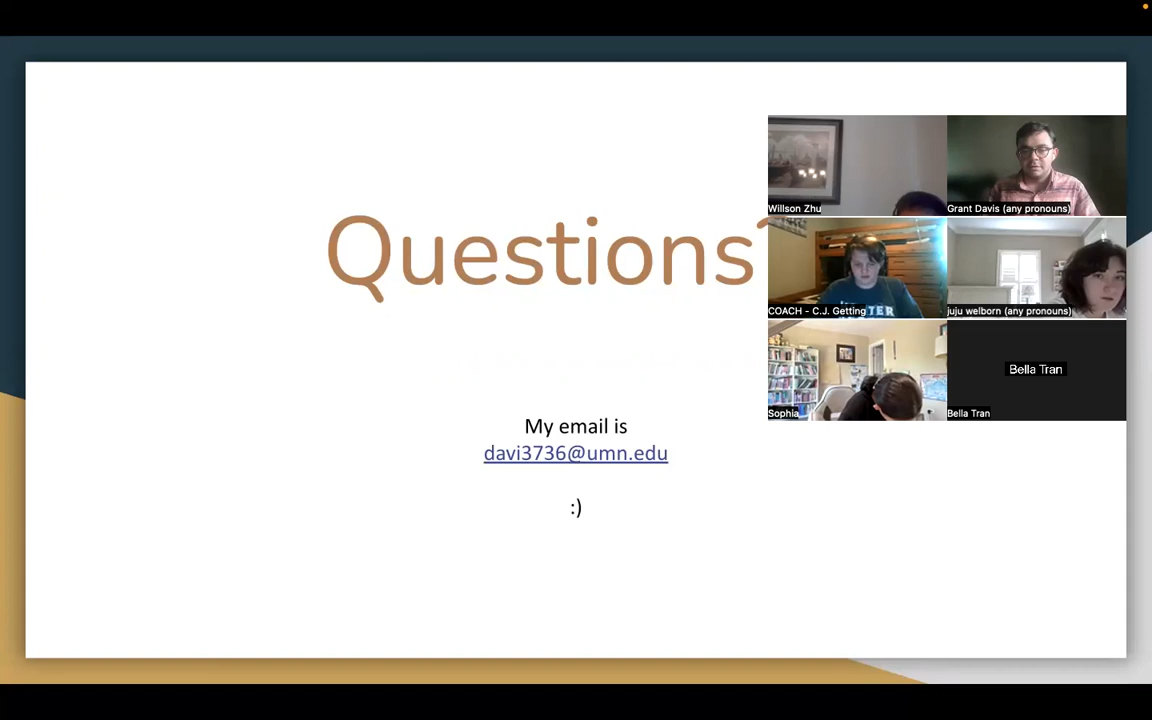 Questions?
My email is
davi3736@umn.edu
:)
Willson Zhu
Grant Davis (any pronouns)
COACH - C.J. Getting
juju welborn (any pronouns)
Sophia
Bella Tran
Bella Tran